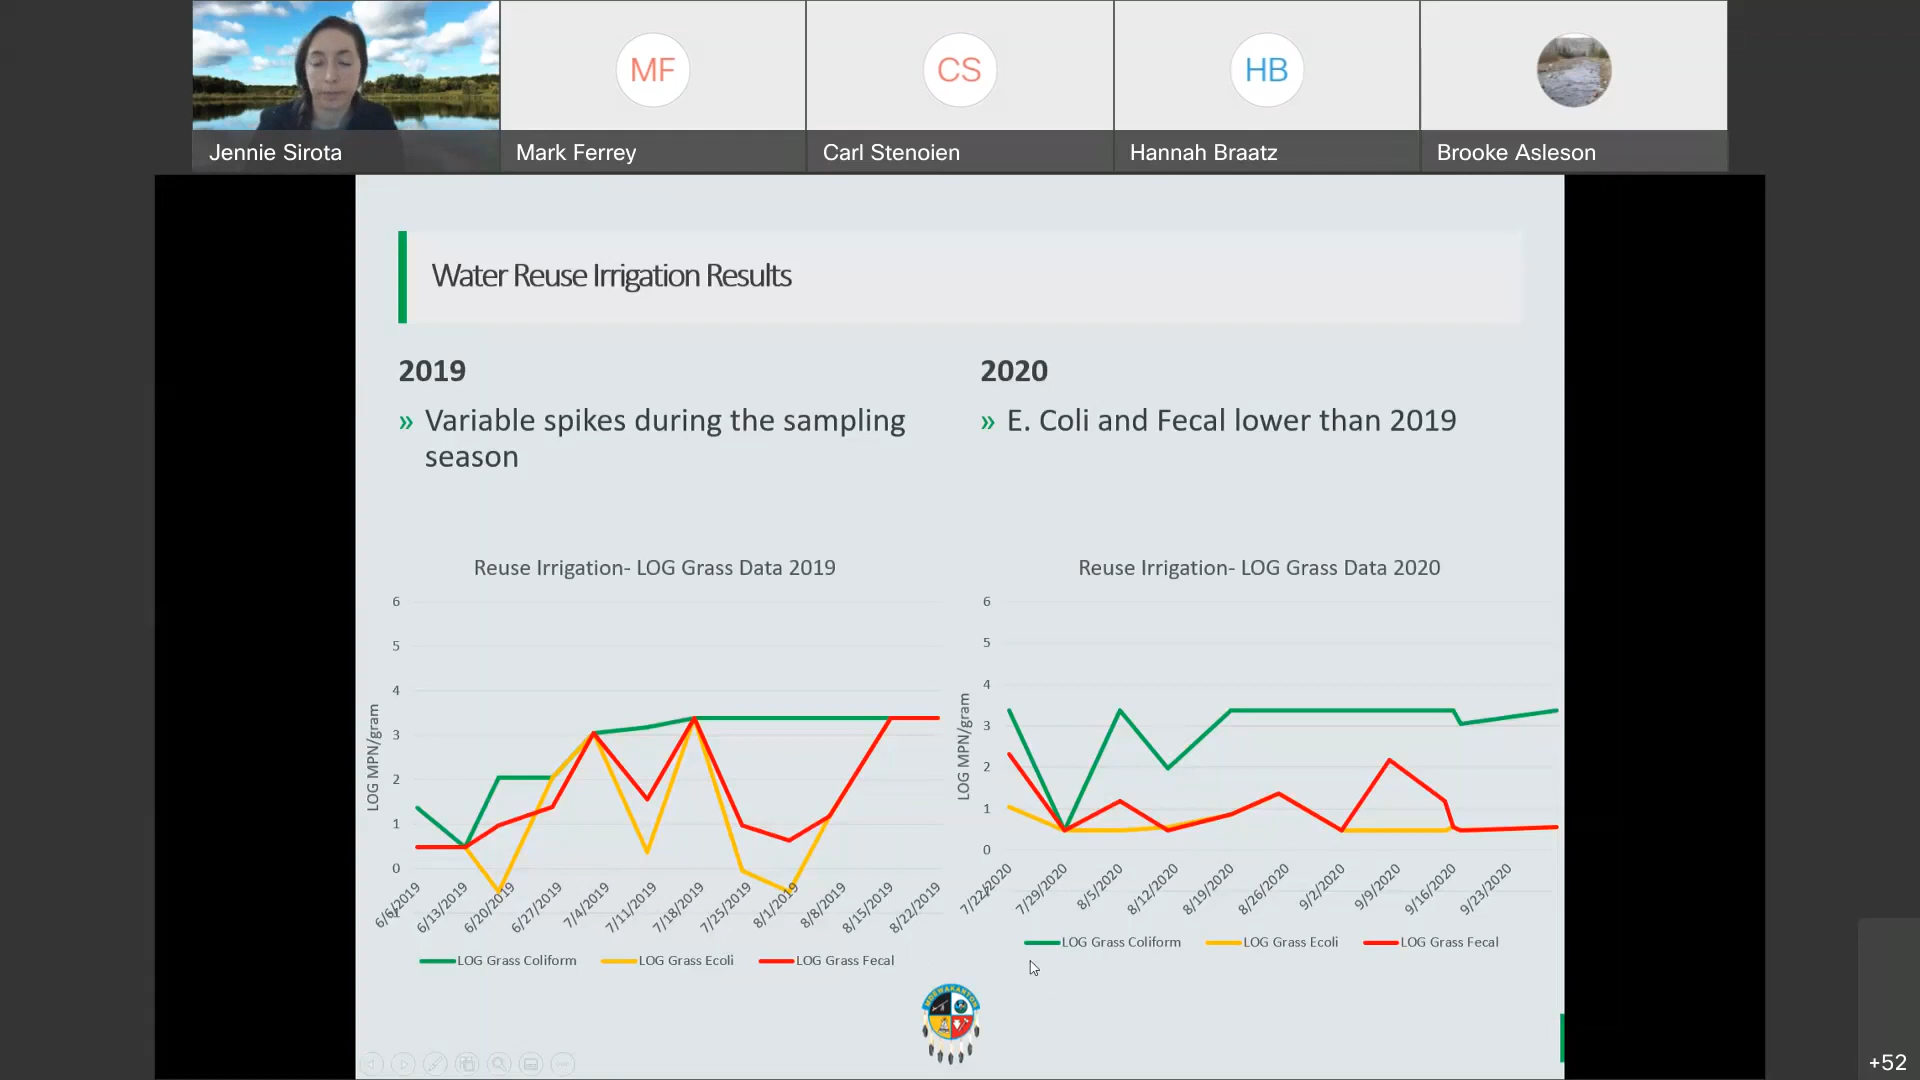 MF
CS
HB
Jennie Sirota
Mark Ferrey
Carl Stenoien
Hannah Braatz
Brooke Asleson
Water Reuse Irrigation Results
2019
» Variable spikes during the sampling
season
2020
» E. Coli and Fecal lower than 2019
Reuse Irrigation- LOG Grass Data 2019
6
5
4
3
2
1
0
-1
LOG MPN/gram
6/6/2019
6/13/2019
6/20/2019
6/27/2019
7/4/2019
7/11/2019
7/18/2019
7/25/2019
8/1/2019
8/8/2019
8/15/2019
8/22/2019
LOG Grass Coliform
LOG Grass Ecoli
LOG Grass Fecal
Reuse Irrigation- LOG Grass Data 2020
6
5
4
3
2
1
0
LOG MPN/gram
7/22/2020
7/29/2020
8/5/2020
8/12/2020
8/19/2020
8/26/2020
9/2/2020
9/9/2020
9/16/2020
9/23/2020
LOG Grass Coliform
LOG Grass Ecoli
LOG Grass Fecal
+52